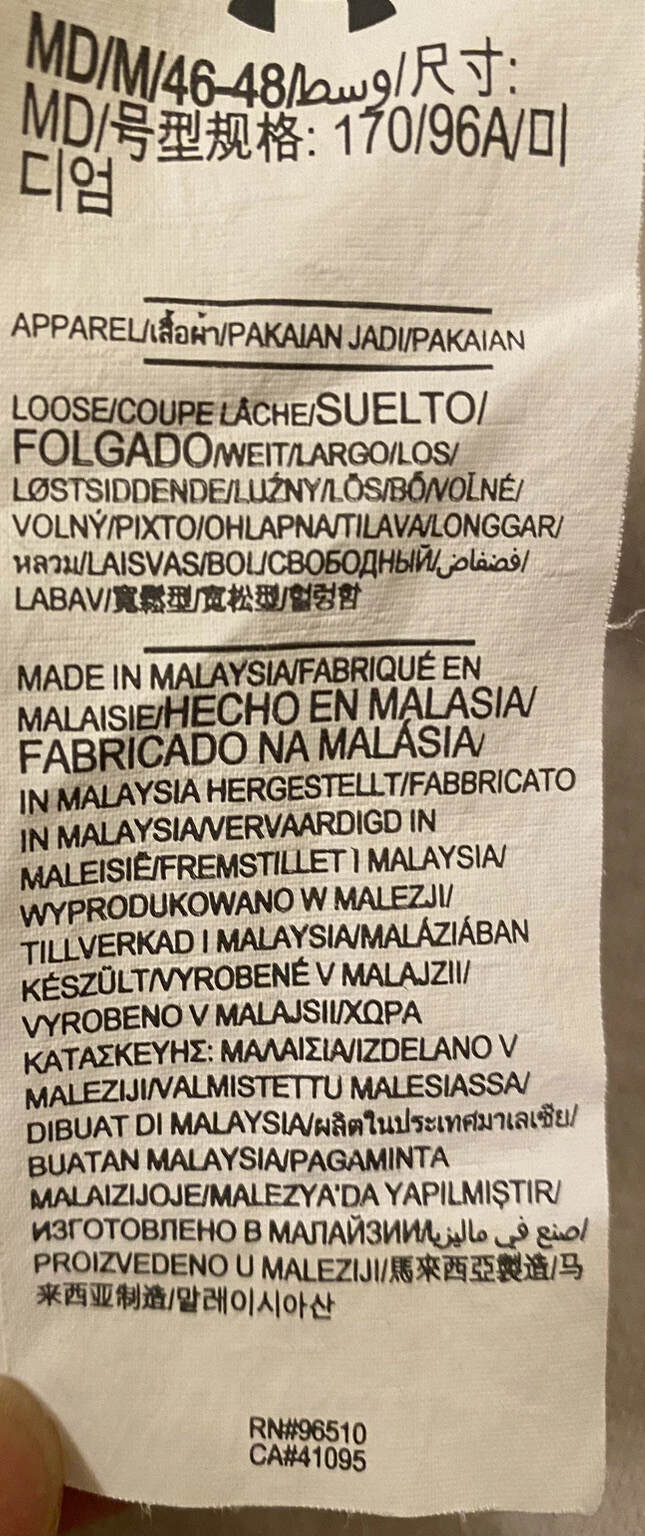 MD/M/46-48/وسط/尺寸:
MD/号型规格: 170/96A/미
디엄
APPAREL/เสื้อผ้า/PAKAIAN JADI/PAKAIAN
LOOSE/COUPE LÂCHE/SUELTO/
FOLGADO/WEIT/LARGO/LOS/
LØSTSIDDENDE/LUŹNY/LÖS/BŐ/VOĽNÉ/
VOLNÝ/PIXTO/OHLAPNA/TILAVA/LONGGAR/
หลวม/LAISVAS/BOL/СВОБОДНЫЙ/فضفاض/
LABAV/寬鬆型/宽松型/헐렁함
MADE IN MALAYSIA/FABRIQUÉ EN
MALAISIE/HECHO EN MALASIA/
FABRICADO NA MALÁSIA/
IN MALAYSIA HERGESTELLT/FABBRICATO
IN MALAYSIA/VERVAARDIGD IN
MALEISIË/FREMSTILLET I MALAYSIA/
WYPRODUKOWANO W MALEZJI/
TILLVERKAD I MALAYSIA/MALÁZIÁBAN
KÉSZÜLT/VYROBENÉ V MALAJZII/
VYROBENO V MALAJSII/ΧΩΡΑ
ΚΑΤΑΣΚΕΥΗΣ: ΜΑΛΑΙΣΙΑ/IZDELANO V
MALEZIJI/VALMISTETTU MALESIASSA/
DIBUAT DI MALAYSIA/ผลิตในประเทศมาเลเซีย/
BUATAN MALAYSIA/PAGAMINTA
MALAIZIJOJE/MALEZYA'DA YAPILMIŞTIR/
ИЗГОТОВЛЕНО В МАЛАЙЗИИ/صنع في ماليزيا/
PROIZVEDENO U MALEZIJI/馬來西亞製造/马
来西亚制造/말레이시아산
RN#96510
CA#41095